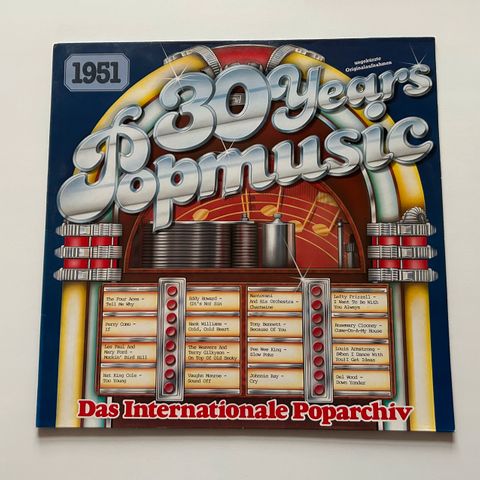 1951
ungekürzte
Originalaufnahmen
30 Years
Popmusic
The Four Aces -
Tell Me Why
Perry Como -
If
Les Paul And
Mary Ford -
Mockin' Bird Hill
Nat King Cole -
Too Young
Eddy Howard -
(It's No) Sin
Hank Williams -
Cold, Cold Heart
The Weavers And
Terry Gilkyson -
On Top Of Old Smoky
Vaughn Monroe -
Sound Off
Mantovani
And His Orchestra -
Charmaine
Tony Bennett -
Because Of You
Pee Wee King -
Slow Poke
Johnnie Ray -
Cry
Lefty Frizzell -
I Want To Be With
You Always
Rosemary Clooney -
Come-On-A-My House
Louis Armstrong -
(When I Dance With
You) I Get Ideas
Del Wood -
Down Yonder
Das Internationale Poparchiv